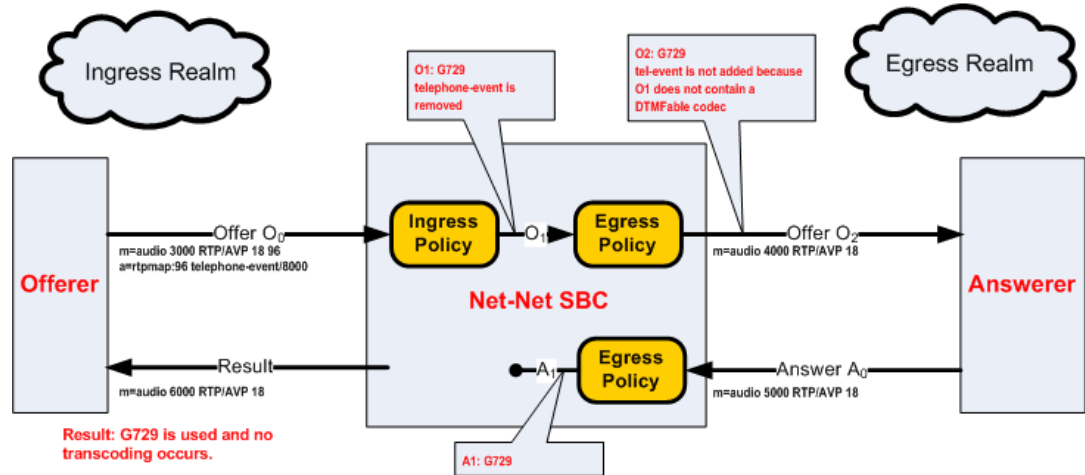 Ingress Realm
Egress Realm
O1: G729
telephone-event is
removed
O2: G729
tel-event is not added because
O1 does not contain a
DTMFable codec
Offerer
Offer O0
m=audio 3000 RTP/AVP 18 96
a=rtpmap:96 telephone-event/8000
Ingress
Policy
O1
Egress
Policy
Offer O2
m=audio 4000 RTP/AVP 18
Answerer
Net-Net SBC
Result
m=audio 6000 RTP/AVP 18
A1
Egress
Policy
Answer A0
m=audio 5000 RTP/AVP 18
Result: G729 is used and no
transcoding occurs.
A1: G729